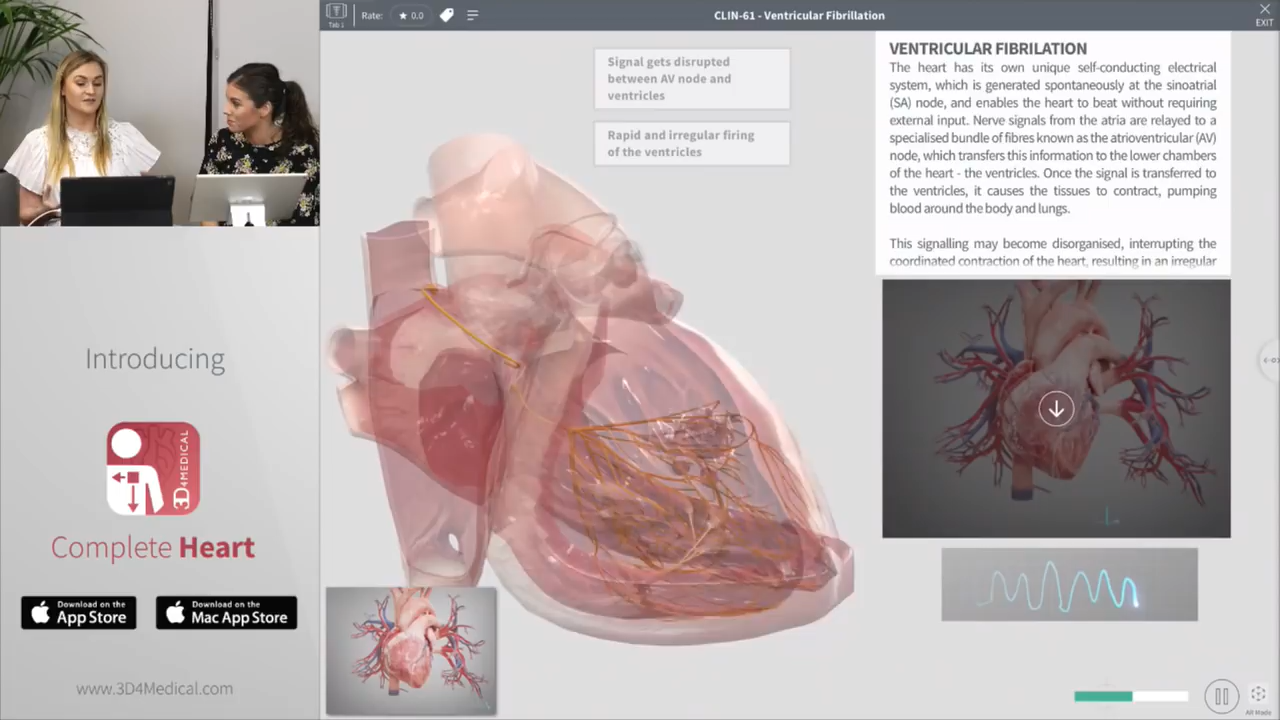 Tab 1
Rate:
★ 0.0
CLIN-61 - Ventricular Fibrillation
EXIT
Signal gets disrupted
between AV node and
ventricles
Rapid and irregular firing
of the ventricles
VENTRICULAR FIBRILATION
The heart has its own unique self-conducting electrical
system, which is generated spontaneously at the sinoatrial
(SA) node, and enables the heart to beat without requiring
external input. Nerve signals from the atria are relayed to a
specialised bundle of fibres known as the atrioventricular (AV)
node, which transfers this information to the lower chambers
of the heart - the ventricles. Once the signal is transferred to
the ventricles, it causes the tissues to contract, pumping
blood around the body and lungs.
This signalling may become disorganised, interrupting the
coordinated contraction of the heart, resulting in an irregular
Introducing
3D4MEDICAL
Complete Heart
Download on the
App Store
Download on the
Mac App Store
www.3D4Medical.com
AR Mode